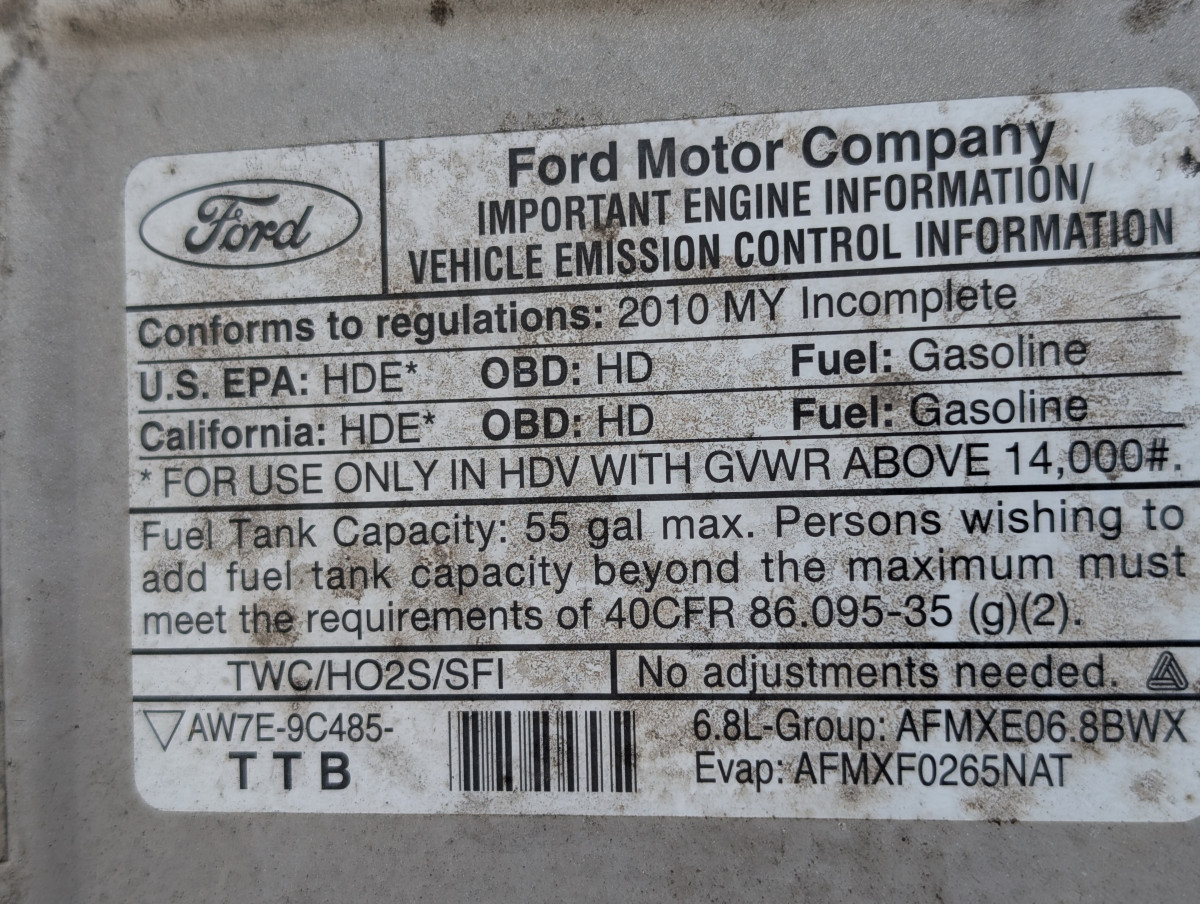 Ford
Ford Motor Company
IMPORTANT ENGINE INFORMATION/
VEHICLE EMISSION CONTROL INFORMATION
Conforms to regulations: 2010 MY Incomplete
U.S. EPA: HDE* OBD: HD Fuel: Gasoline
California: HDE* OBD: HD Fuel: Gasoline
* FOR USE ONLY IN HDV WITH GVWR ABOVE 14,000#.
Fuel Tank Capacity: 55 gal max. Persons wishing to
add fuel tank capacity beyond the maximum must
meet the requirements of 40CFR 86.095-35 (g)(2).
TWC/HO2S/SFI No adjustments needed.
AW7E-9C485- 6.8L-Group: AFMXE06.8BWX
TTB Evap: AFMXF0265NAT